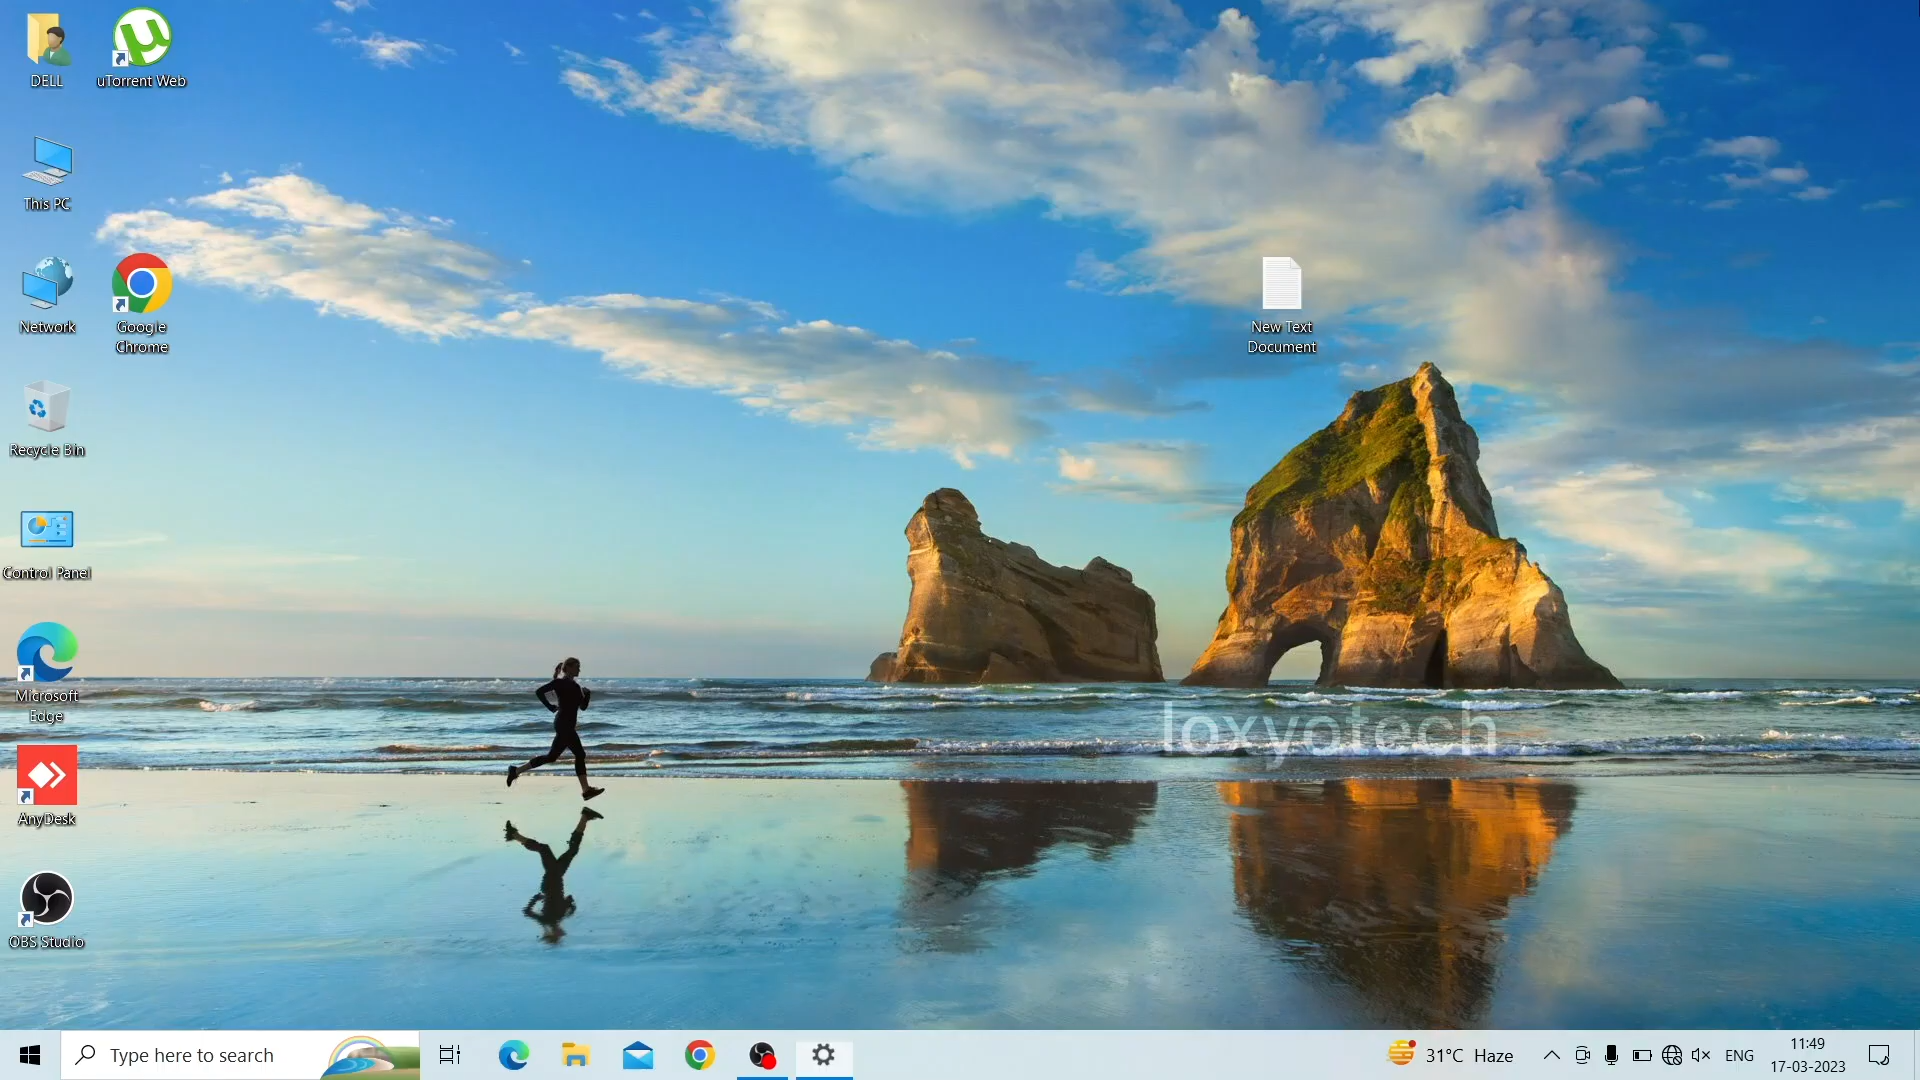 DELL
uTorrent Web
This PC
Network
Google
Chrome
New Text
Document
Recycle Bin
Control Panel
Microsoft
Edge
loxyotech
AnyDesk
OBS Studio
Type here to search
31°C Haze
ENG
11:49
17-03-2023